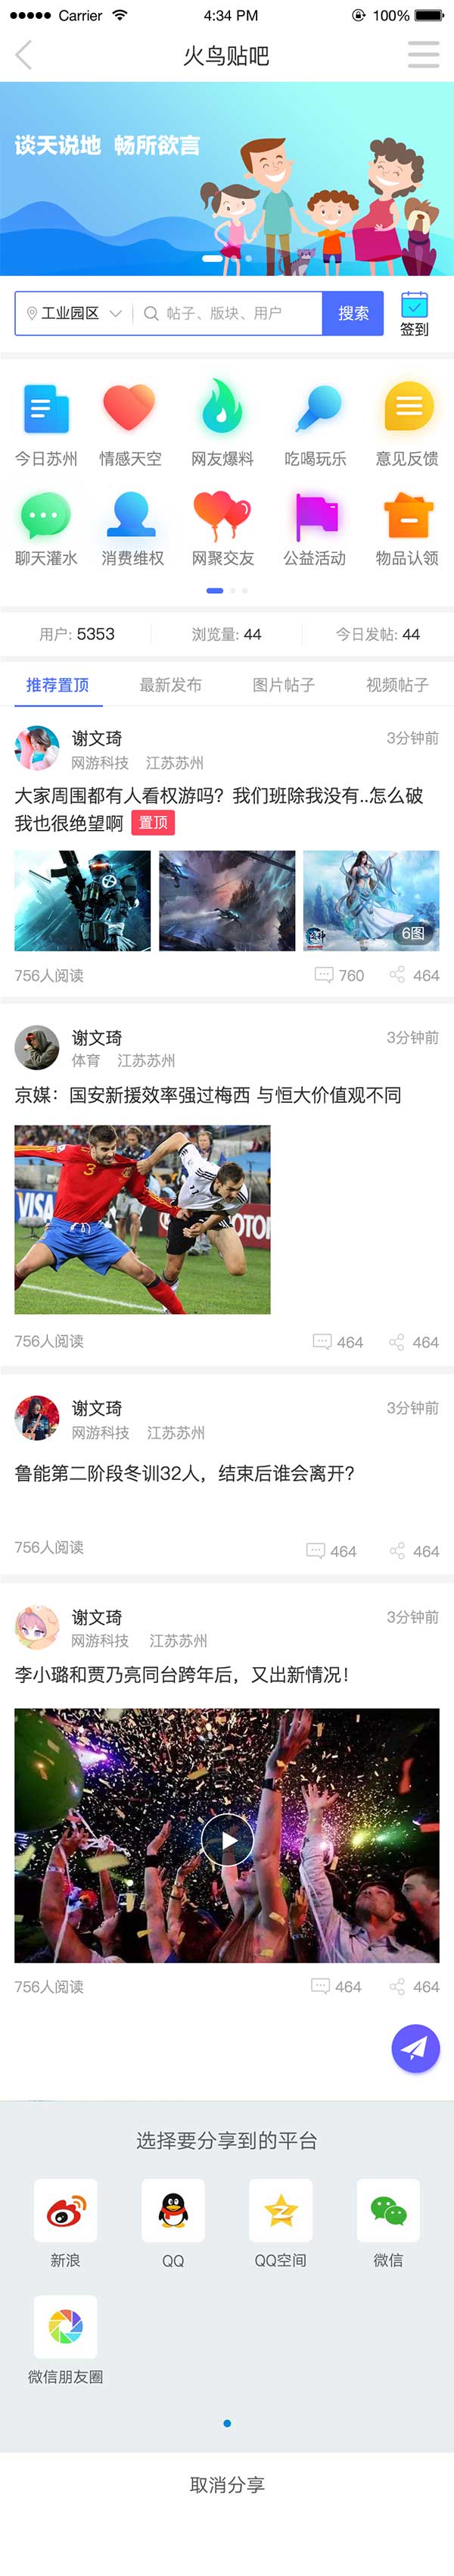 Carrier 4:34 PM 100%
火鸟贴吧
谈天说地 畅所欲言
工业园区 帖子、版块、用户 搜索 签到
今日苏州 情感天空 网友爆料 吃喝玩乐 意见反馈
聊天灌水 消费维权 网聚交友 公益活动 物品认领
用户: 5353 浏览量: 44 今日发帖: 44
推荐置顶 最新发布 图片帖子 视频帖子
谢文琦 3分钟前
网游科技 江苏苏州
大家周围都有人看权游吗？我们班除我没有..怎么破
我也很绝望啊 置顶
6图
756人阅读 760 464
谢文琦 3分钟前
体育 江苏苏州
京媒：国安新援效率强过梅西 与恒大价值观不同
VISA
3
756人阅读 464 464
谢文琦 3分钟前
网游科技 江苏苏州
鲁能第二阶段冬训32人，结束后谁会离开？
756人阅读 464 464
谢文琦 3分钟前
网游科技 江苏苏州
李小璐和贾乃亮同台跨年后，又出新情况！
756人阅读 464 464
选择要分享到的平台
新浪 QQ QQ空间 微信
微信朋友圈
取消分享